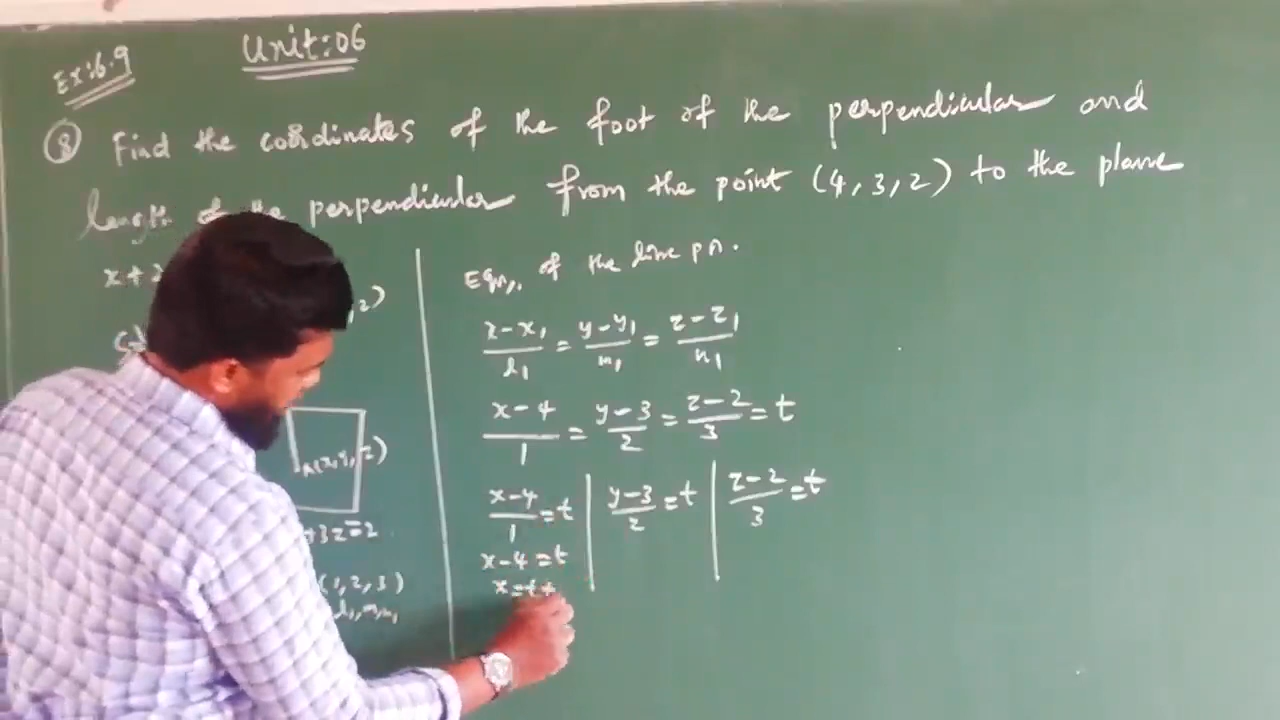 Ex:6.9
Unit:06
⑧ Find the coordinates of the foot of the perpendicular and
length of the perpendicular from the point (4,3,2) to the plane
x+2
,2)
(x,y,z)
+3z=2
(1,2,3)
l₁,m₁,n₁
Eqn,. of the line PA.
x-x₁/l₁ = y-y₁/m₁ = z-z₁/n₁
x-4/1 = y-3/2 = z-2/3 = t
x-4/1 = t | y-3/2 = t | z-2/3 = t
x-4=t
x=t+